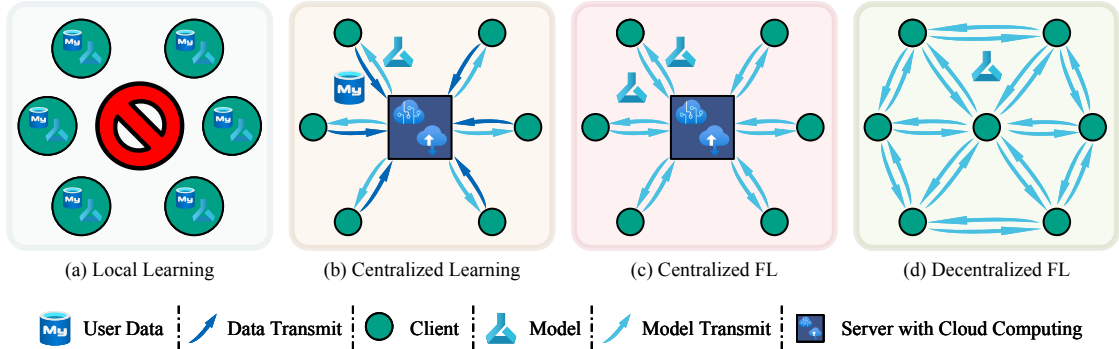 My My
My My
My My
My
(a) Local Learning
(b) Centralized Learning
(c) Centralized FL
(d) Decentralized FL
My User Data Data Transmit Client Model Model Transmit Server with Cloud Computing